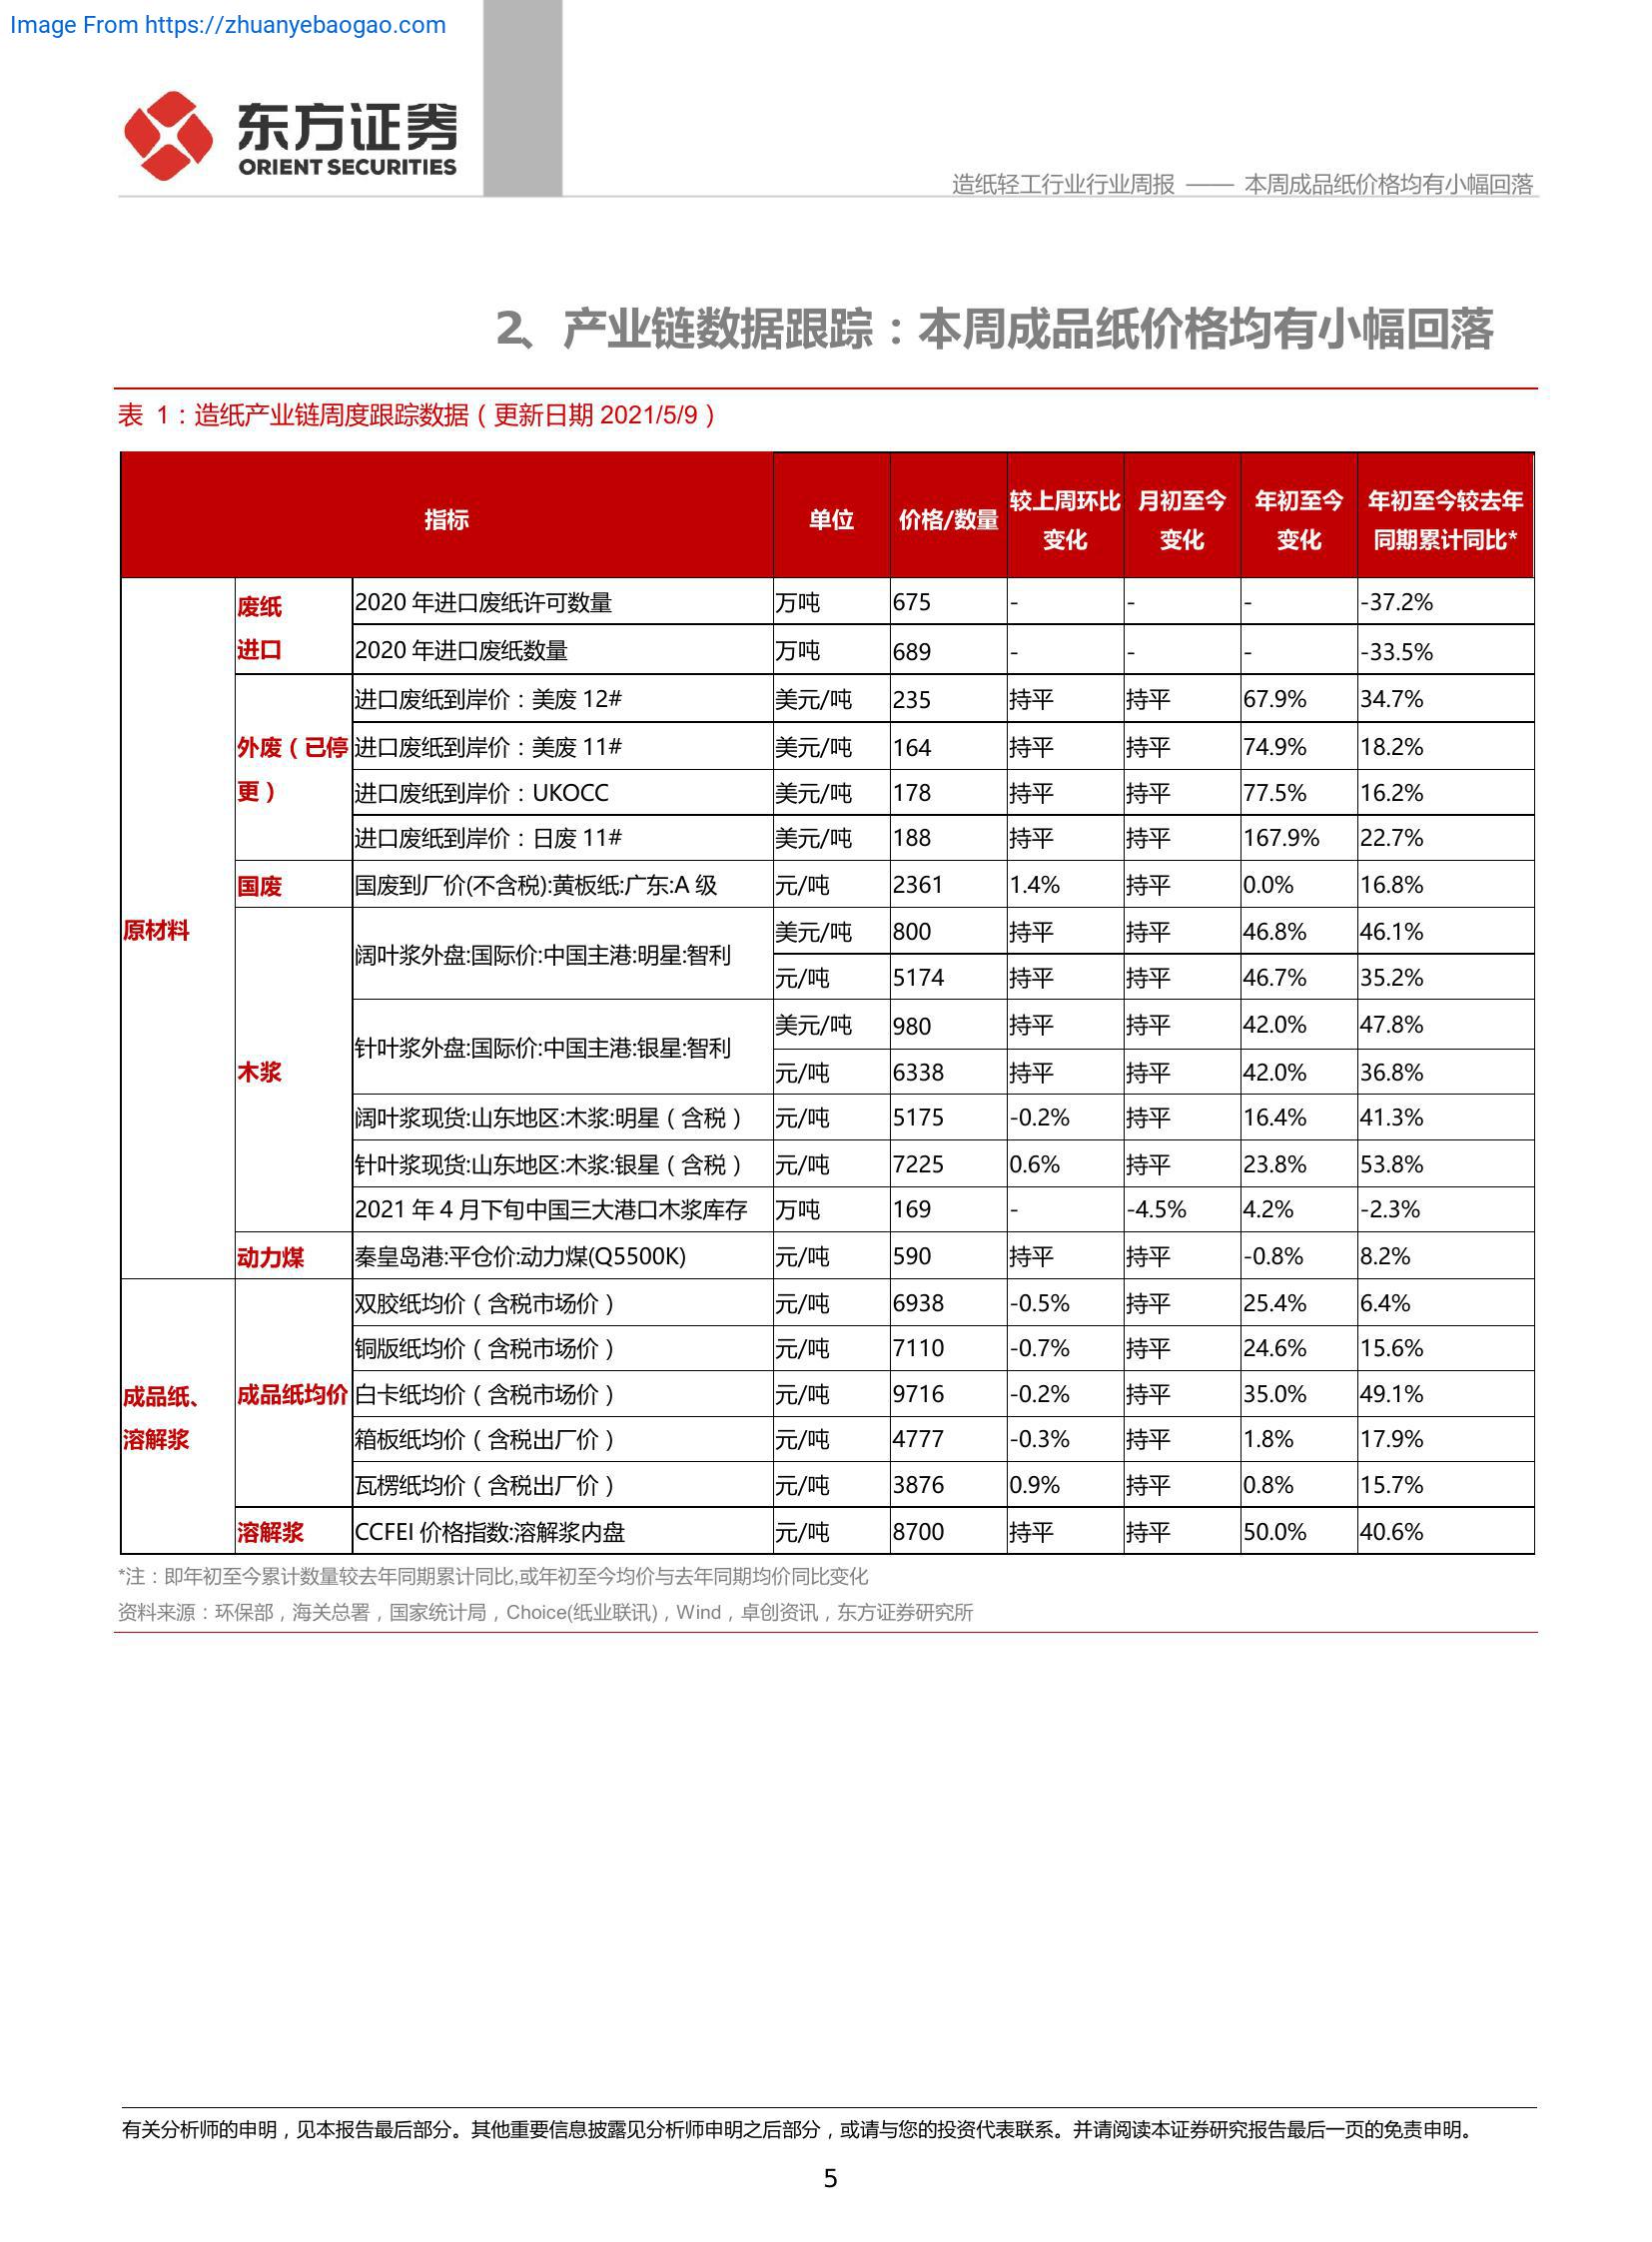 Image From https://zhuanyebaogao.com
东方证券
ORIENT SECURITIES
造纸轻工行业行业周报 —— 本周成品纸价格均有小幅回落
2、产业链数据跟踪：本周成品纸价格均有小幅回落
表 1：造纸产业链周度跟踪数据（更新日期 2021/5/9）
指标 单位 价格/数量 较上周环比变化 月初至今变化 年初至今变化 年初至今较去年同期累计同比*
原材料
废纸进口
2020 年进口废纸许可数量 万吨 675 - - - -37.2%
2020 年进口废纸数量 万吨 689 - - - -33.5%
外废（已停更）
进口废纸到岸价：美废 12# 美元/吨 235 持平 持平 67.9% 34.7%
进口废纸到岸价：美废 11# 美元/吨 164 持平 持平 74.9% 18.2%
进口废纸到岸价：UKOCC 美元/吨 178 持平 持平 77.5% 16.2%
进口废纸到岸价：日废 11# 美元/吨 188 持平 持平 167.9% 22.7%
国废 国废到厂价(不含税):黄板纸:广东:A 级 元/吨 2361 1.4% 持平 0.0% 16.8%
木浆
阔叶浆外盘:国际价:中国主港:明星:智利 美元/吨 800 持平 持平 46.8% 46.1%
元/吨 5174 持平 持平 46.7% 35.2%
针叶浆外盘:国际价:中国主港:银星:智利 美元/吨 980 持平 持平 42.0% 47.8%
元/吨 6338 持平 持平 42.0% 36.8%
阔叶浆现货:山东地区:木浆:明星（含税） 元/吨 5175 -0.2% 持平 16.4% 41.3%
针叶浆现货:山东地区:木浆:银星（含税） 元/吨 7225 0.6% 持平 23.8% 53.8%
2021 年 4 月下旬中国三大港口木浆库存 万吨 169 - -4.5% 4.2% -2.3%
动力煤 秦皇岛港:平仓价:动力煤(Q5500K) 元/吨 590 持平 持平 -0.8% 8.2%
成品纸、溶解浆
成品纸均价
双胶纸均价（含税市场价） 元/吨 6938 -0.5% 持平 25.4% 6.4%
铜版纸均价（含税市场价） 元/吨 7110 -0.7% 持平 24.6% 15.6%
白卡纸均价（含税市场价） 元/吨 9716 -0.2% 持平 35.0% 49.1%
箱板纸均价（含税出厂价） 元/吨 4777 -0.3% 持平 1.8% 17.9%
瓦楞纸均价（含税出厂价） 元/吨 3876 0.9% 持平 0.8% 15.7%
溶解浆 CCFEI 价格指数:溶解浆内盘 元/吨 8700 持平 持平 50.0% 40.6%
*注：即年初至今累计数量较去年同期累计同比,或年初至今均价与去年同期均价同比变化
资料来源：环保部，海关总署，国家统计局，Choice(纸业联讯)，Wind，卓创资讯，东方证券研究所
有关分析师的申明，见本报告最后部分。其他重要信息披露见分析师申明之后部分，或请与您的投资代表联系。并请阅读本证券研究报告最后一页的免责申明。
5